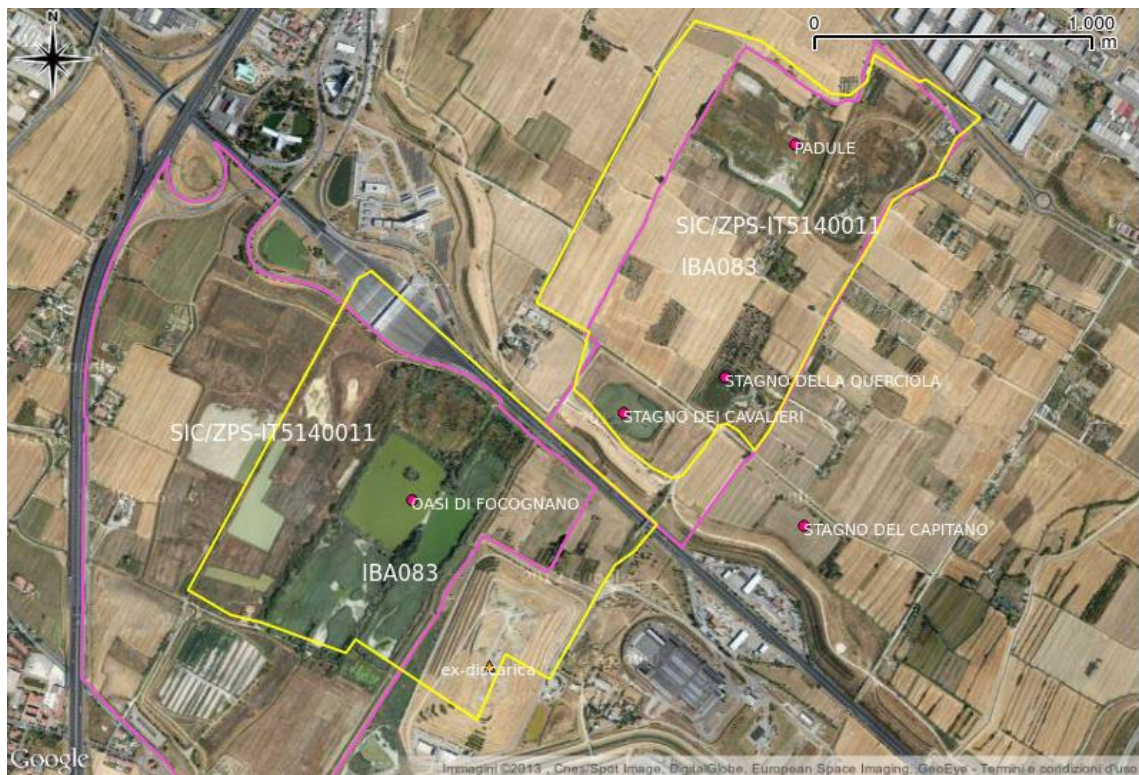 N
0
1.000
m
PADULE
SIC/ZPS-IT5140011
IBA083
STAGNO DELLA QUERCIOLA
STAGNO DEI CAVALIERI
SIC/ZPS-IT5140011
OASI DI FOCOGNANO
STAGNO DEL CAPITANO
IBA083
ex-discarica
Google
Immagini ©2013 , Cnes/Spot Image, DigitalGlobe, European Space Imaging, GeoEye - Termini e condizioni d'uso